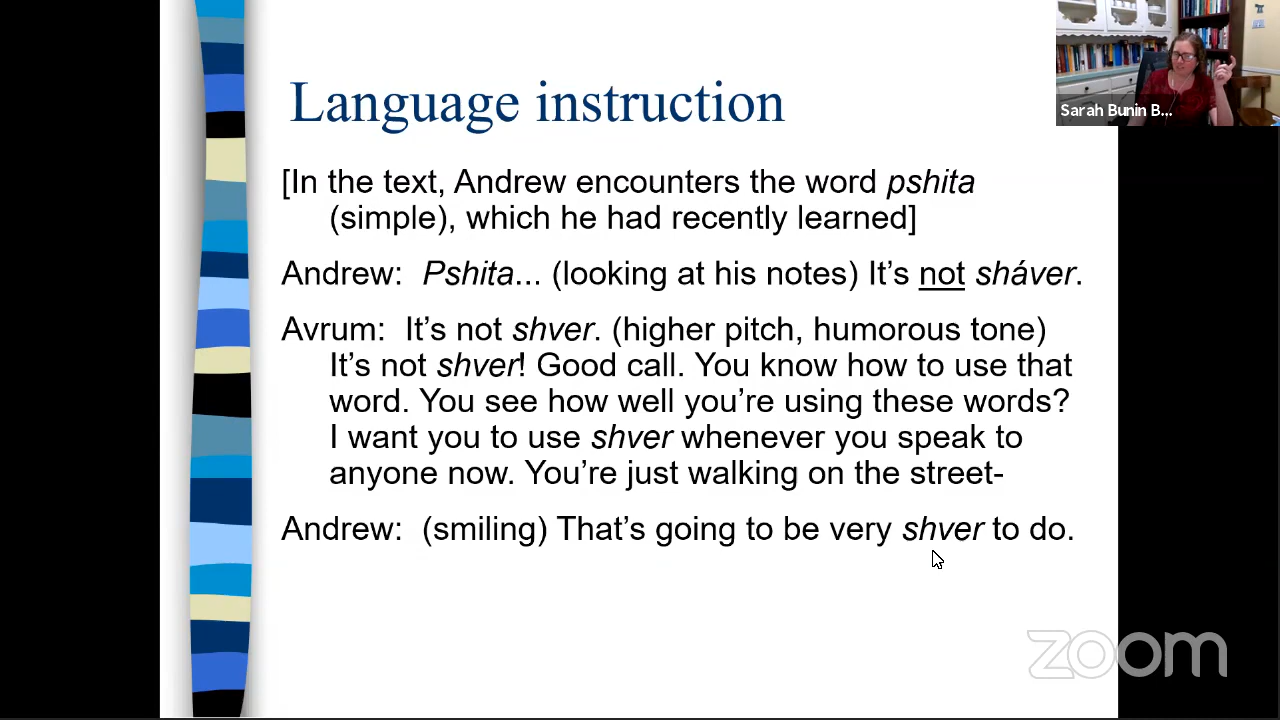 Language instruction
[In the text, Andrew encounters the word pshita
(simple), which he had recently learned]
Andrew: Pshita... (looking at his notes) It's not sháver.
Avrum: It's not shver. (higher pitch, humorous tone)
It's not shver! Good call. You know how to use that
word. You see how well you're using these words?
I want you to use shver whenever you speak to
anyone now. You're just walking on the street-
Andrew: (smiling) That's going to be very shver to do.
Sarah Bunin B...
zoom